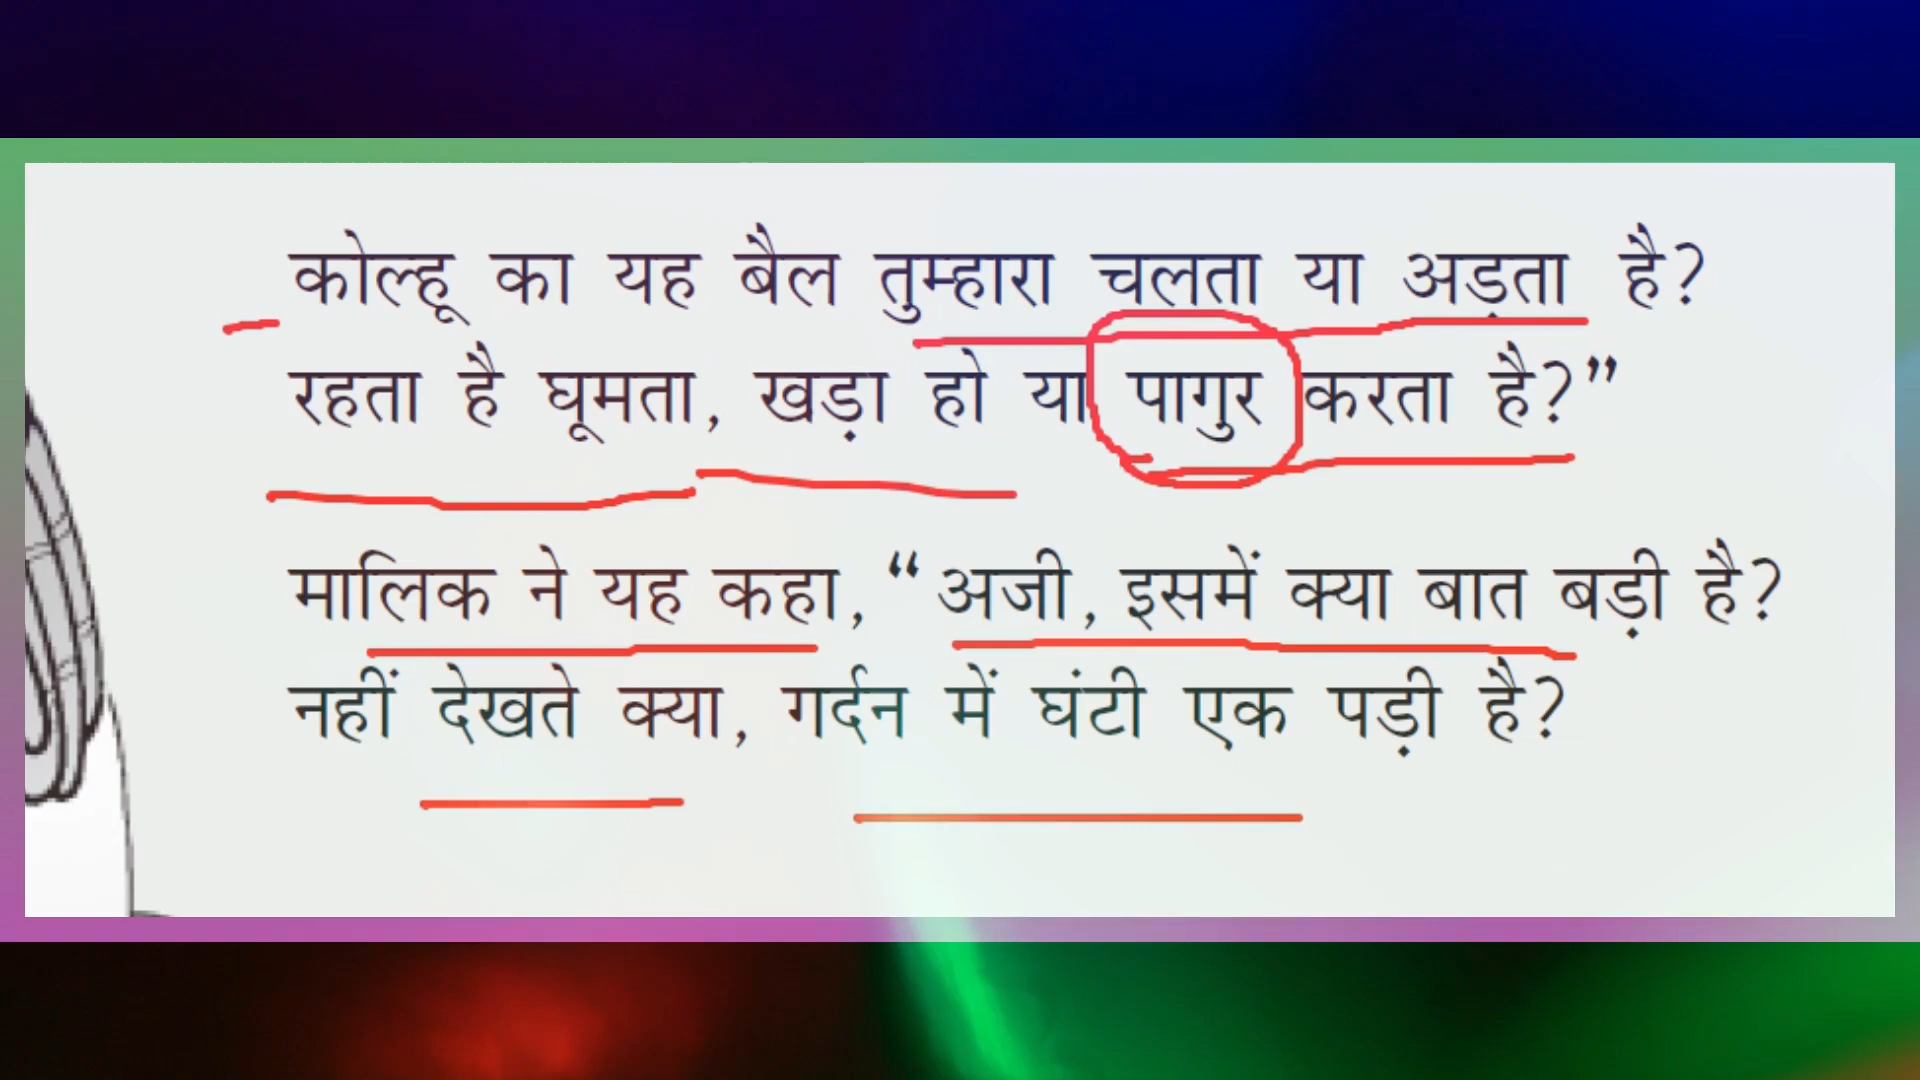 कोल्हू का यह बैल तुम्हारा चलता या अड़ता है?
रहता है घूमता, खड़ा हो या पागुर करता है?”
मालिक ने यह कहा, “अजी, इसमें क्या बात बड़ी है?
नहीं देखते क्या, गर्दन में घंटी एक पड़ी है?